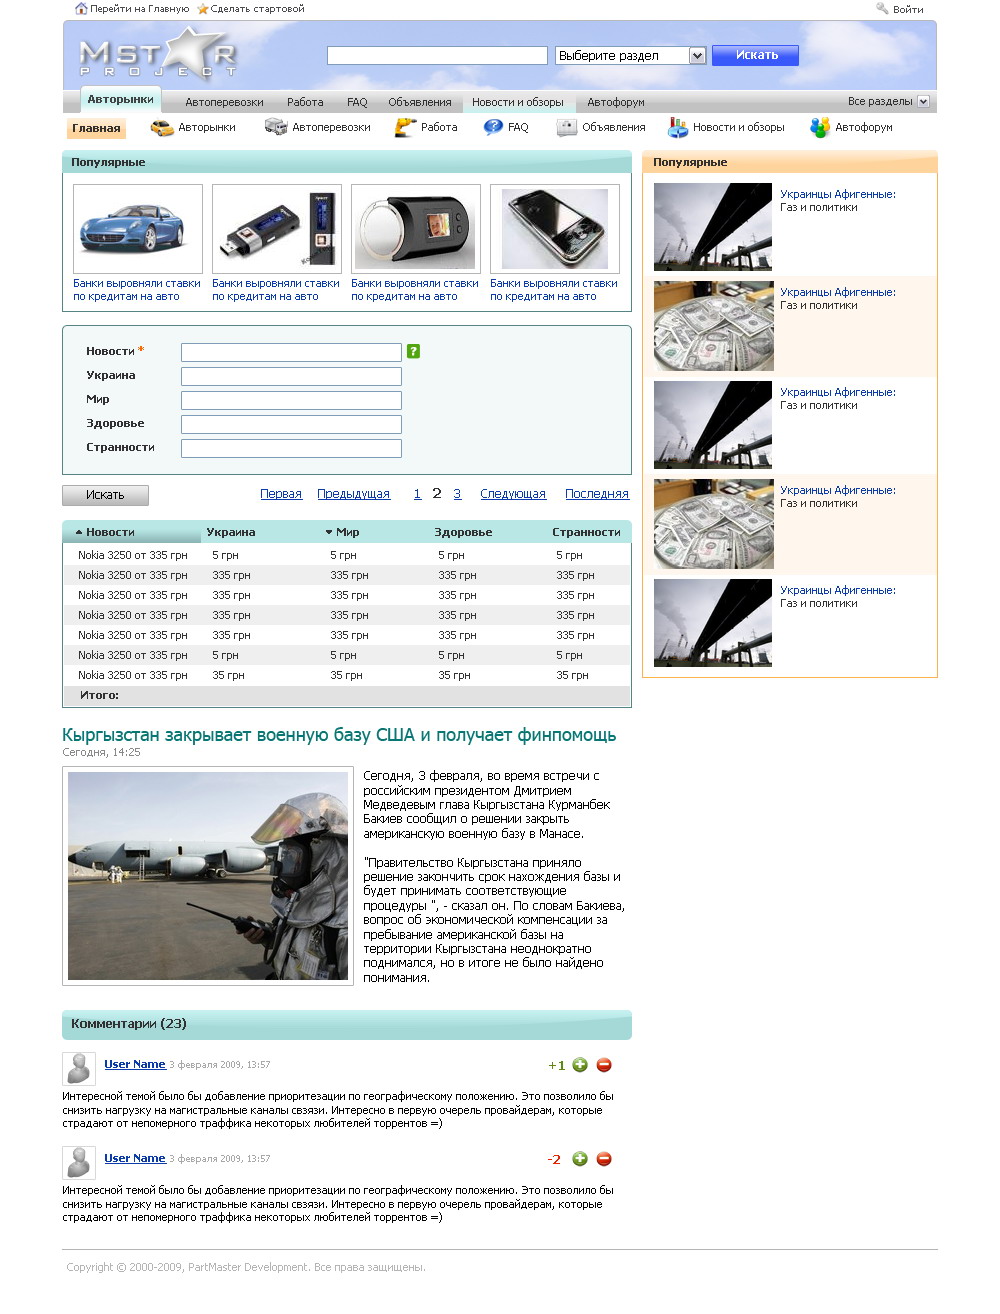 Перейти на Главную Сделать стартовой Войти
MSTAR
PROJECT
Выберите раздел Искать
Авторынки Автоперевозки Работа FAQ Объявления Новости и обзоры Автофорум Все разделы
Главная Авторынки Автоперевозки Работа FAQ Объявления Новости и обзоры Автофорум
Популярные
Банки выровняли ставки
по кредитам на авто
Банки выровняли ставки
по кредитам на авто
Банки выровняли ставки
по кредитам на авто
Банки выровняли ставки
по кредитам на авто
Новости * ?
Украина
Мир
Здоровье
Странности
Искать Первая Предыдущая 1 2 3 Следующая Последняя
Новости Украина Мир Здоровье Странности
Nokia 3250 от 335 грн 5 грн 5 грн 5 грн 5 грн
Nokia 3250 от 335 грн 335 грн 335 грн 335 грн 335 грн
Nokia 3250 от 335 грн 335 грн 335 грн 335 грн 335 грн
Nokia 3250 от 335 грн 335 грн 335 грн 335 грн 335 грн
Nokia 3250 от 335 грн 335 грн 335 грн 335 грн 335 грн
Nokia 3250 от 335 грн 5 грн 5 грн 5 грн 5 грн
Nokia 3250 от 335 грн 35 грн 35 грн 35 грн 35 грн
Итого:
Популярные
Украинцы Афигенные:
Газ и политики
Украинцы Афигенные:
Газ и политики
Украинцы Афигенные:
Газ и политики
Украинцы Афигенные:
Газ и политики
Украинцы Афигенные:
Газ и политики
Кыргызстан закрывает военную базу США и получает финпомощь
Сегодня, 14:25
Сегодня, 3 февраля, во время встречи с
российским президентом Дмитрием
Медведевым глава Кыргызстана Курманбек
Бакиев сообщил о решении закрыть
американскую военную базу в Манасе.
"Правительство Кыргызстана приняло
решение закончить срок нахождения базы и
будет принимать соответствующие
процедуры ", - сказал он. По словам Бакиева,
вопрос об экономической компенсации за
пребывание американской базы на
территории Кыргызстана неоднократно
поднимался, но в итоге не было найдено
понимания.
Комментарии (23)
User Name 3 февраля 2009, 13:57 +1
Интересной темой было бы добавление приоритезации по географическому положению. Это позволило бы
снизить нагрузку на магистральные каналы свзязи. Интересно в первую очерель провайдерам, которые
страдают от непомерного траффика некоторых любителей торрентов =)
User Name 3 февраля 2009, 13:57 -2
Интересной темой было бы добавление приоритезации по географическому положению. Это позволило бы
снизить нагрузку на магистральные каналы свзязи. Интересно в первую очерель провайдерам, которые
страдают от непомерного траффика некоторых любителей торрентов =)
Copyright © 2000-2009, PartMaster Development. Все права защищены.